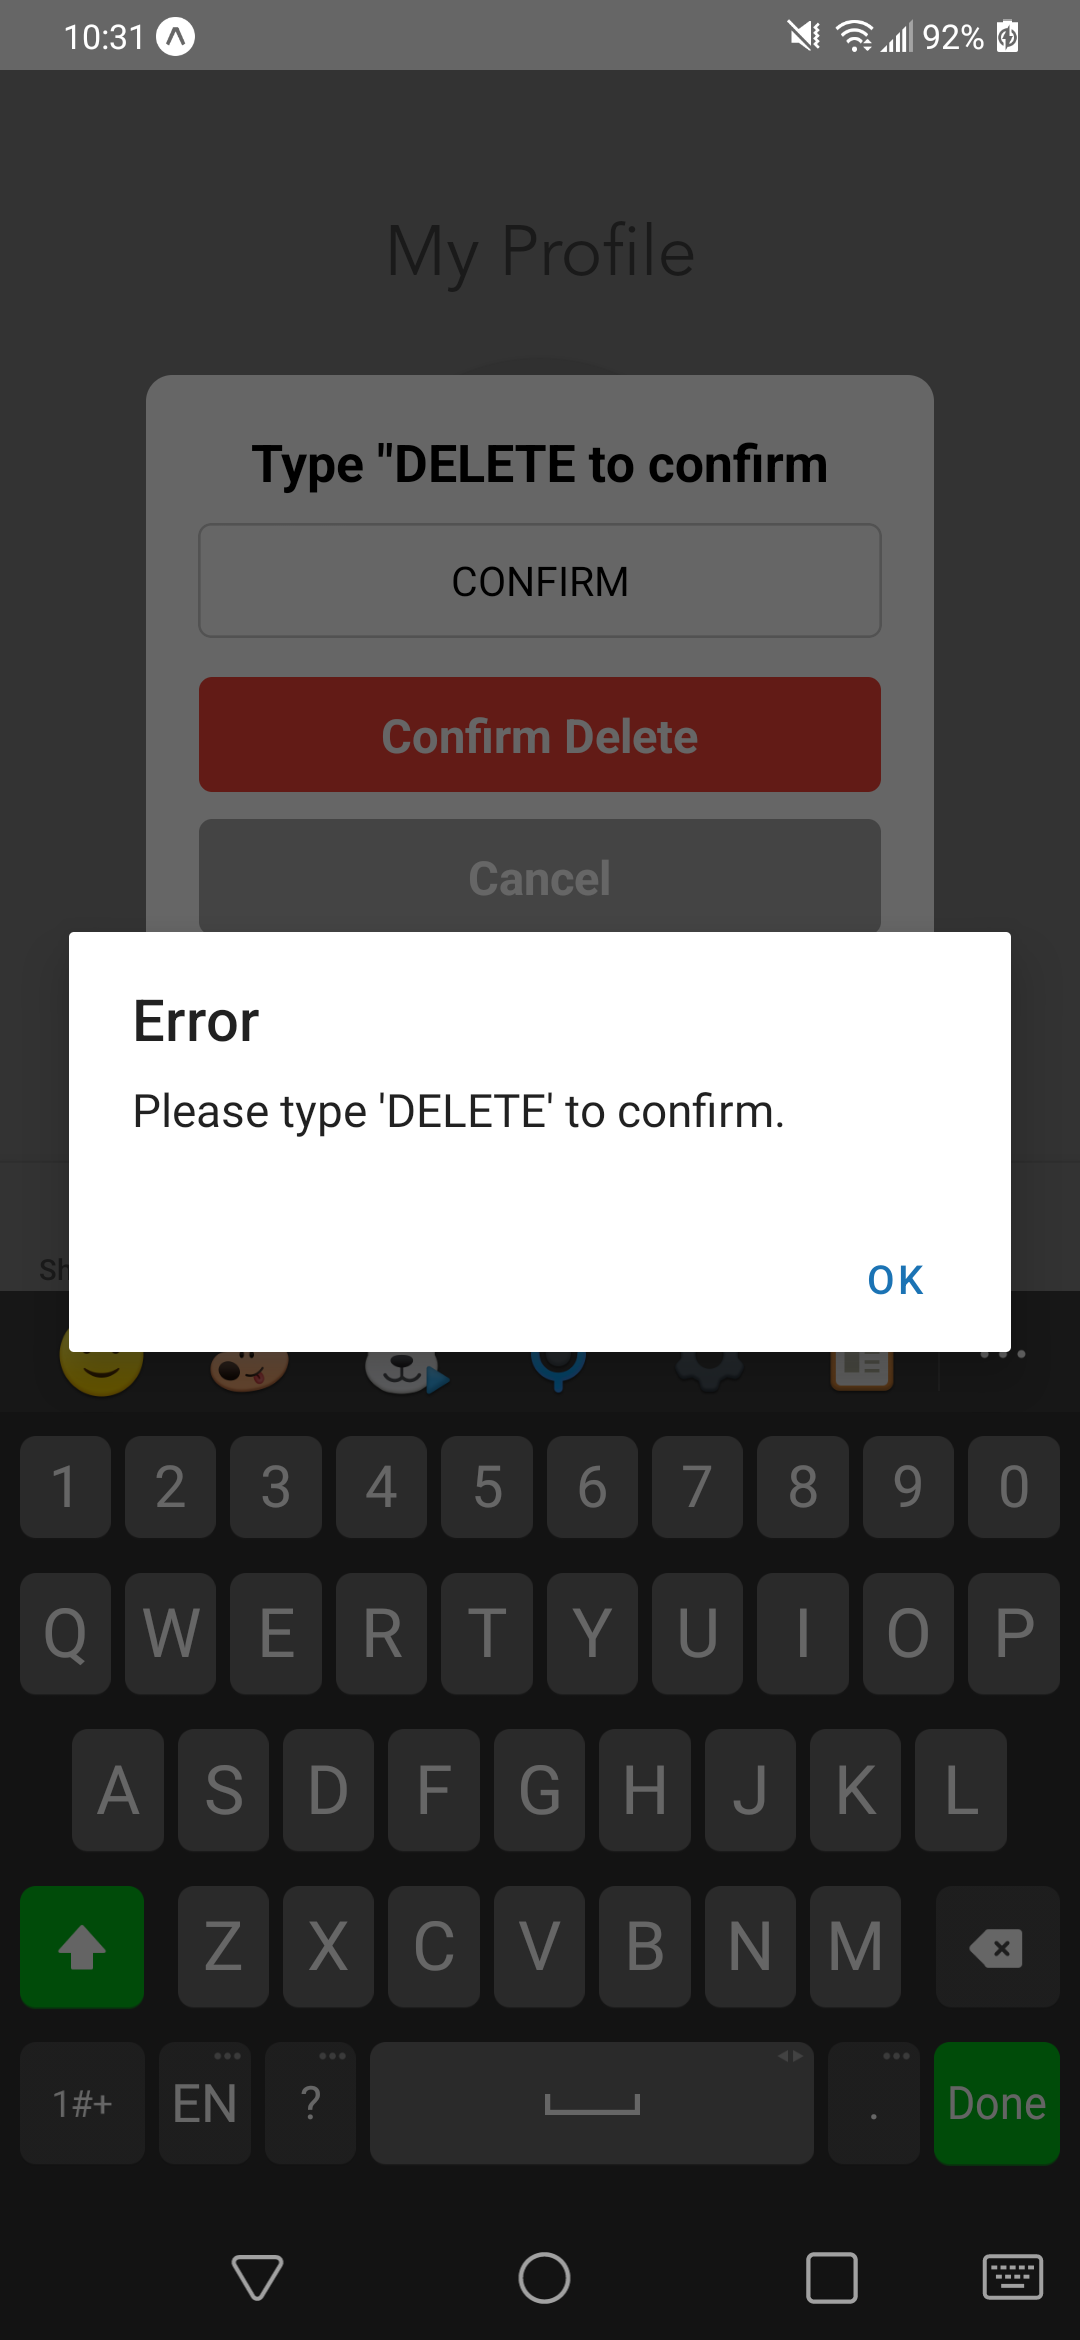 10:31 92%
My Profile
Type "DELETE to confirm
CONFIRM
Confirm Delete
Cancel
Error
Please type 'DELETE' to confirm.
OK
Sh
1 2 3 4 5 6 7 8 9 0
Q W E R T Y U I O P
A S D F G H J K L
Z X C V B N M
1#+ EN ? . Done